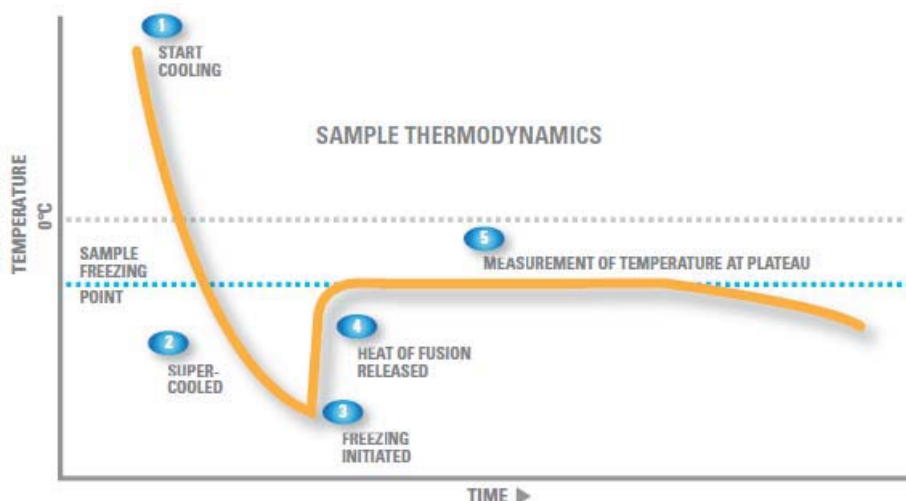 1
START
COOLING
SAMPLE THERMODYNAMICS
TEMPERATURE
0°C
5
MEASUREMENT OF TEMPERATURE AT PLATEAU
SAMPLE
FREEZING
POINT
2
SUPER-
COOLED
4
HEAT OF FUSION
RELEASED
3
FREEZING
INITIATED
TIME ▶